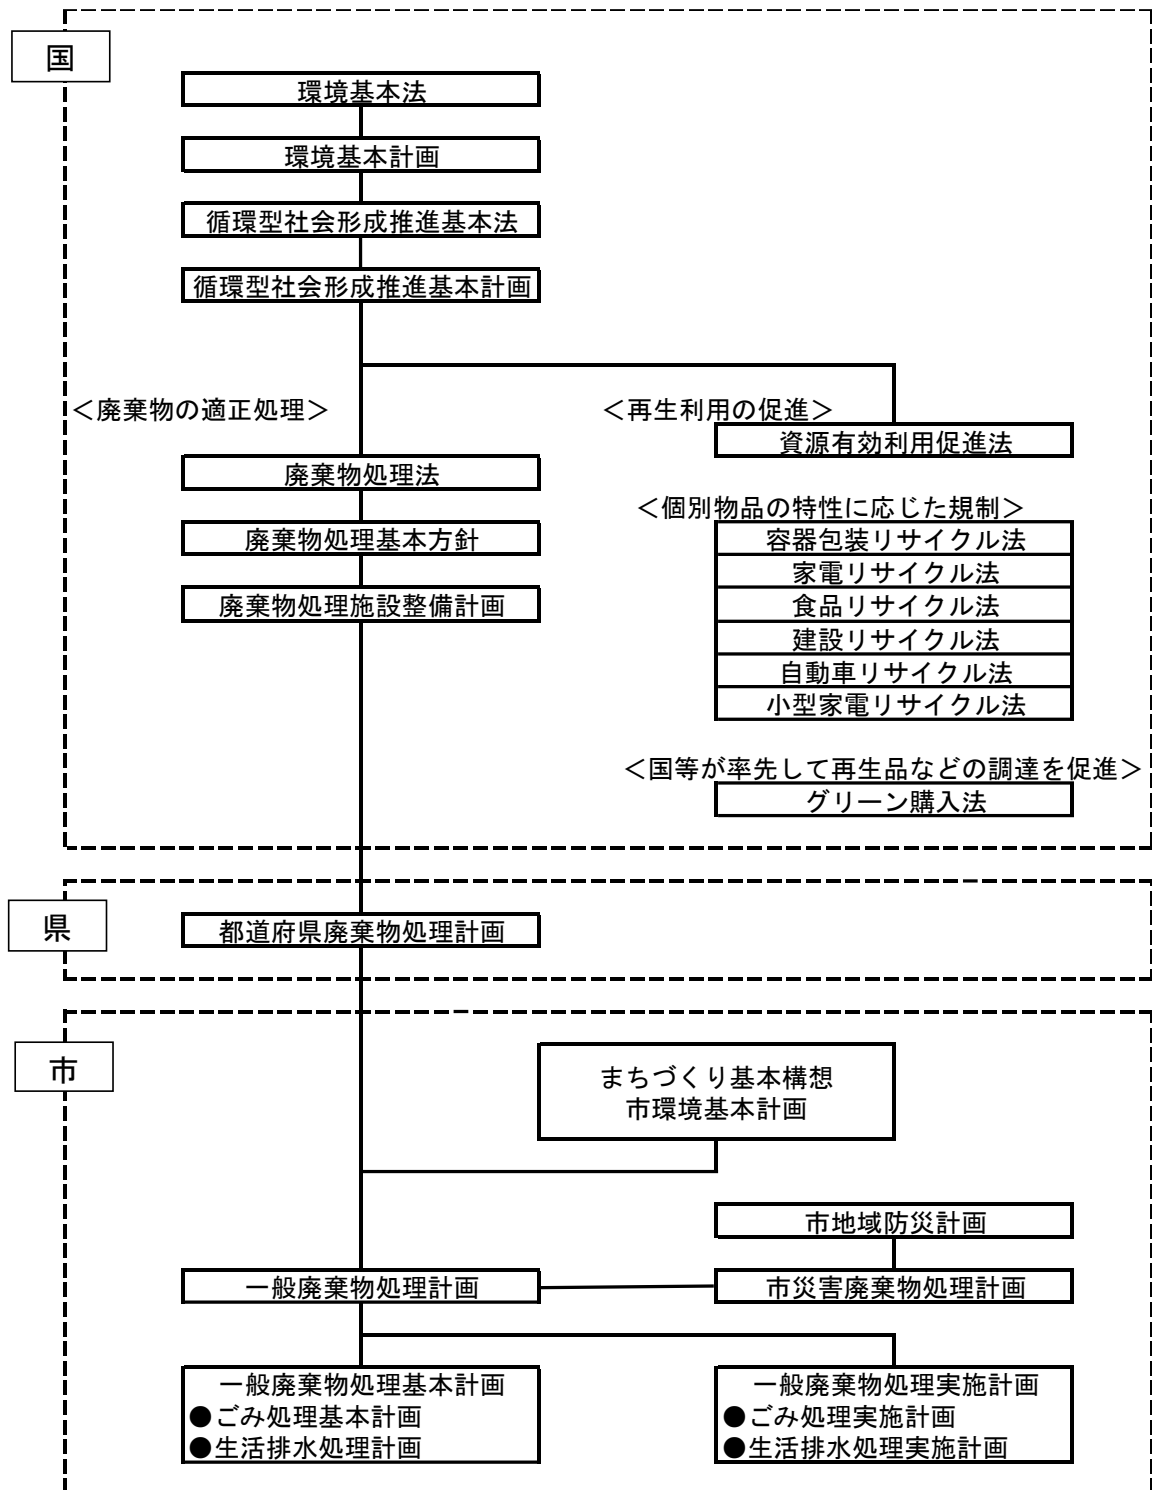 国
環境基本法
環境基本計画
循環型社会形成推進基本法
循環型社会形成推進基本計画
＜廃棄物の適正処理＞
＜再生利用の促進＞
資源有効利用促進法
廃棄物処理法
＜個別物品の特性に応じた規制＞
廃棄物処理基本方針
容器包装リサイクル法
家電リサイクル法
廃棄物処理施設整備計画
食品リサイクル法
建設リサイクル法
自動車リサイクル法
小型家電リサイクル法
＜国等が率先して再生品などの調達を促進＞
グリーン購入法
県
都道府県廃棄物処理計画
市
まちづくり基本構想
市環境基本計画
市地域防災計画
一般廃棄物処理計画
市災害廃棄物処理計画
一般廃棄物処理基本計画
●ごみ処理基本計画
●生活排水処理計画
一般廃棄物処理実施計画
●ごみ処理実施計画
●生活排水処理実施計画